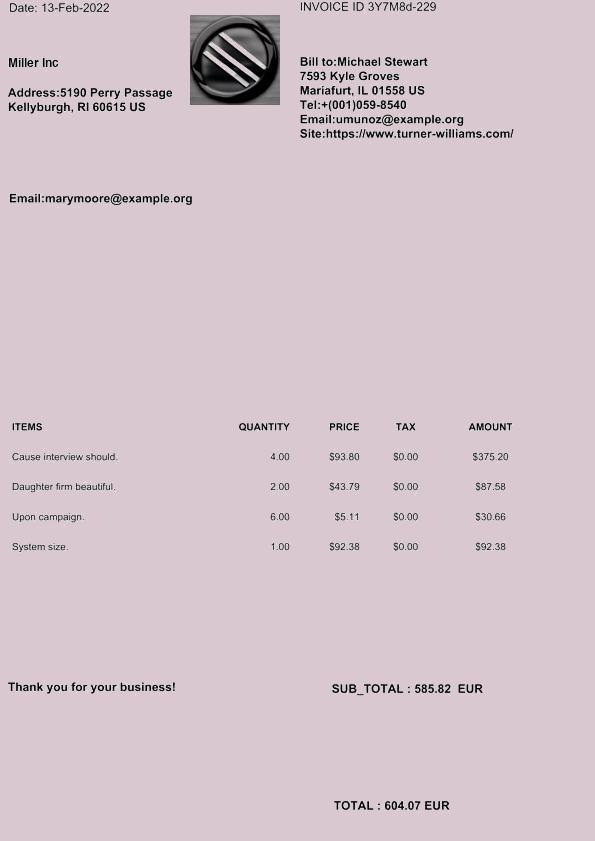 Date: 13-Feb-2022
INVOICE ID 3Y7M8d-229
Miller Inc
Address:5190 Perry Passage
Kellyburgh, RI 60615 US
Bill to:Michael Stewart
7593 Kyle Groves
Mariafurt, IL 01558 US
Tel:+(001)059-8540
Email:umunoz@example.org
Site:https://www.turner-williams.com/
Email:marymoore@example.org
ITEMS QUANTITY PRICE TAX AMOUNT
Cause interview should. 4.00 $93.80 $0.00 $375.20
Daughter firm beautiful. 2.00 $43.79 $0.00 $87.58
Upon campaign. 6.00 $5.11 $0.00 $30.66
System size. 1.00 $92.38 $0.00 $92.38
Thank you for your business!
SUB_TOTAL : 585.82 EUR
TOTAL : 604.07 EUR